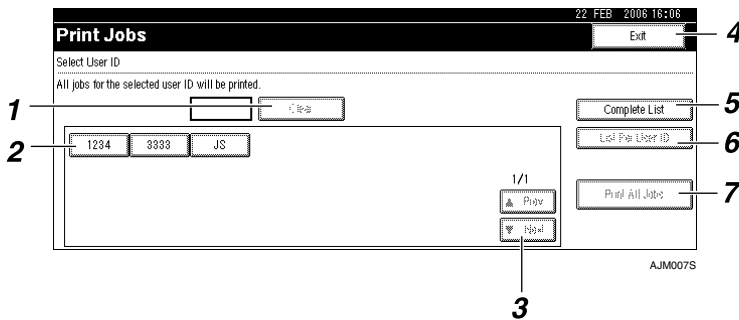 22 FEB 2006 16:06
Print Jobs
Exit
4
Select User ID
All jobs for the selected user ID will be printed.
1
Clear
Complete List
5
2
1234
3333
JS
List Per User ID
6
1/1
▲ Prev.
Print All Jobs
7
▼ Next
AJM007S
3